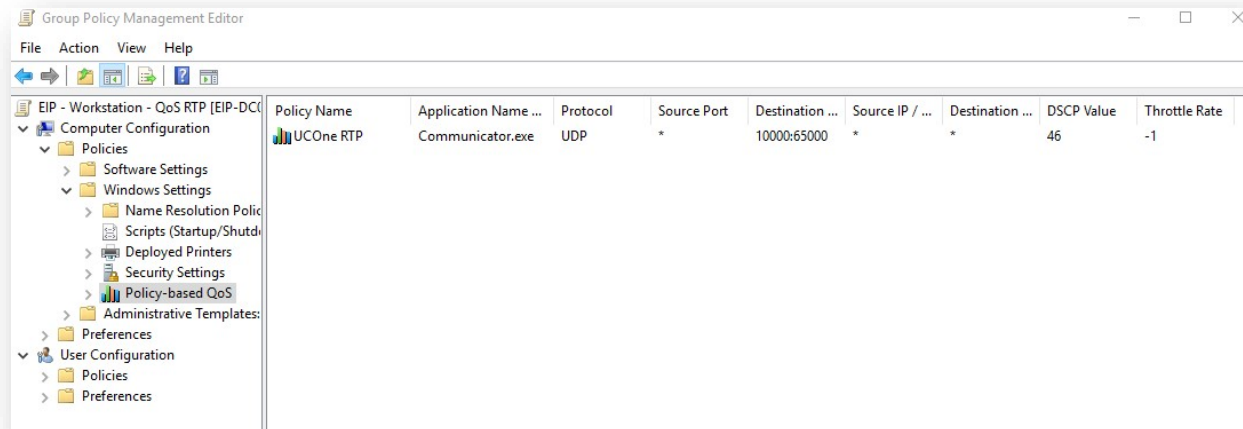 Group Policy Management Editor
File Action View Help
EIP - Workstation - QoS RTP [EIP-DC(
Computer Configuration
Policies
Software Settings
Windows Settings
Name Resolution Polic
Scripts (Startup/Shutd
Deployed Printers
Security Settings
Policy-based QoS
Administrative Templates:
Preferences
User Configuration
Policies
Preferences
Policy Name Application Name ... Protocol Source Port Destination ... Source IP / ... Destination ... DSCP Value Throttle Rate
UCOne RTP Communicator.exe UDP * 10000:65000 * * 46 -1